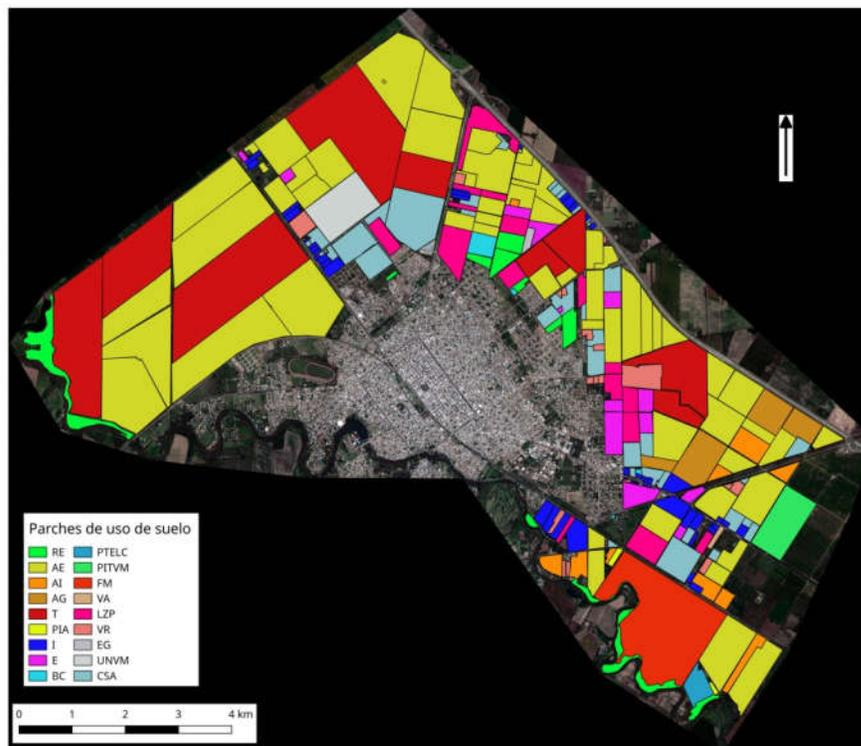 Parches de uso de suelo
RE PTELC
AE PITVM
AI FM
AG VA
T LZP
PIA VR
I EG
E UNVM
BC CSA
0 1 2 3 4 km